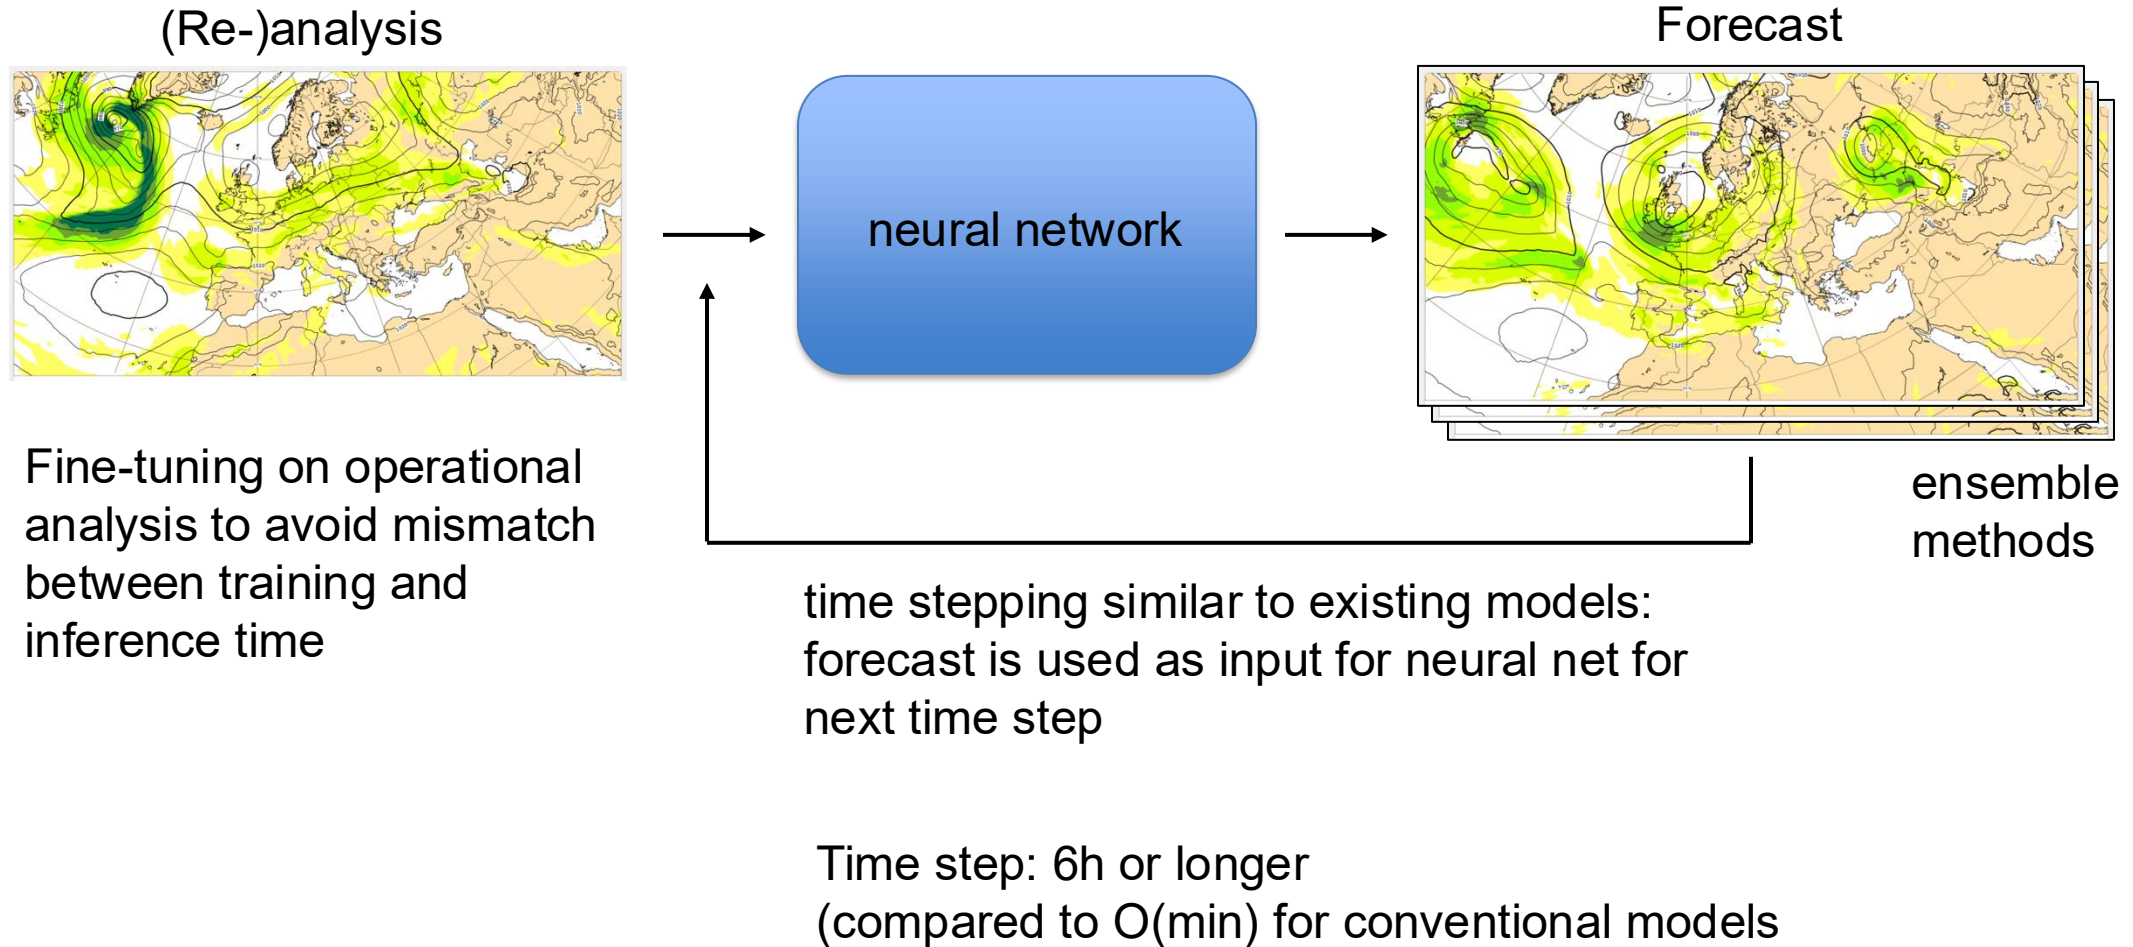 (Re-)analysis
Forecast
neural network
Fine-tuning on operational
analysis to avoid mismatch
between training and
inference time
ensemble
methods
time stepping similar to existing models:
forecast is used as input for neural net for
next time step
Time step: 6h or longer
(compared to O(min) for conventional models